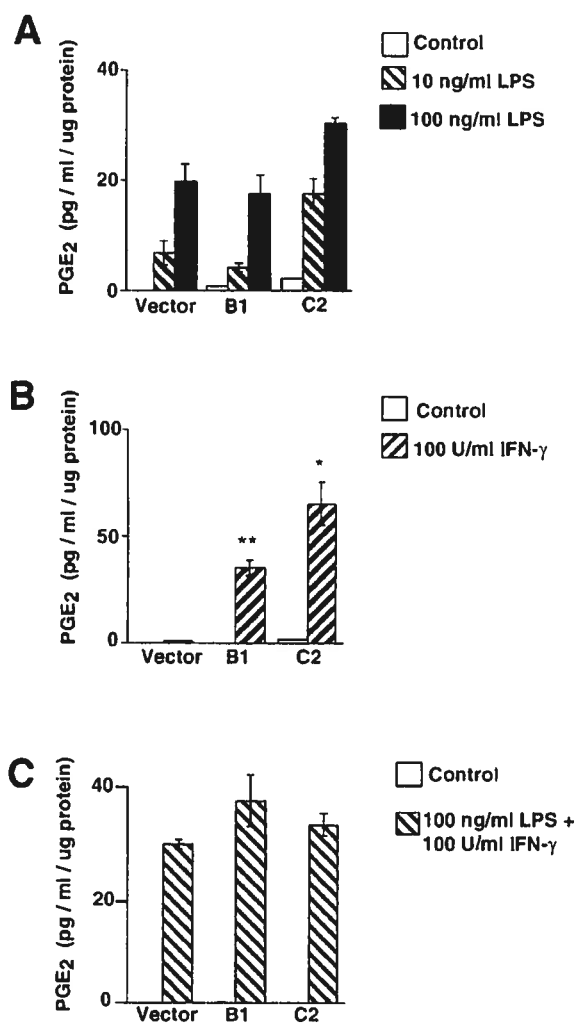 A
Control
10 ng/ml LPS
100 ng/ml LPS
PGE2 (pg / ml / ug protein)
40
20
0
Vector B1 C2
B
Control
100 U/ml IFN-γ
PGE2 (pg / ml / ug protein)
100
50
0
** *
Vector B1 C2
C
Control
100 ng/ml LPS +
100 U/ml IFN-γ
PGE2 (pg / ml / ug protein)
40
20
0
Vector B1 C2